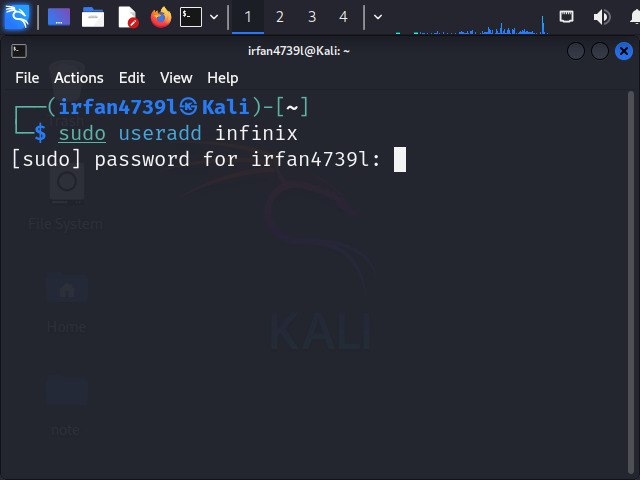 1 2 3 4
irfan4739l@Kali: ~
File Actions Edit View Help
┌──(irfan4739l㉿Kali)-[~]
└─$ sudo useradd infinix
[sudo] password for irfan4739l:
Trash
File System
Home
KALI
note